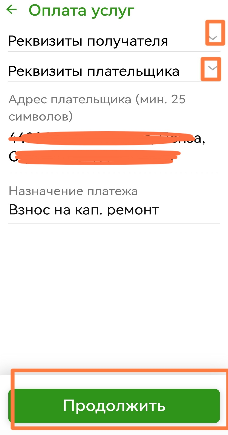 Оплата услуг
Реквизиты получателя
Реквизиты плательщика
Адрес плательщика (мин. 25
символов)
Назначение платежа
Взнос на кап. ремонт
Продолжить